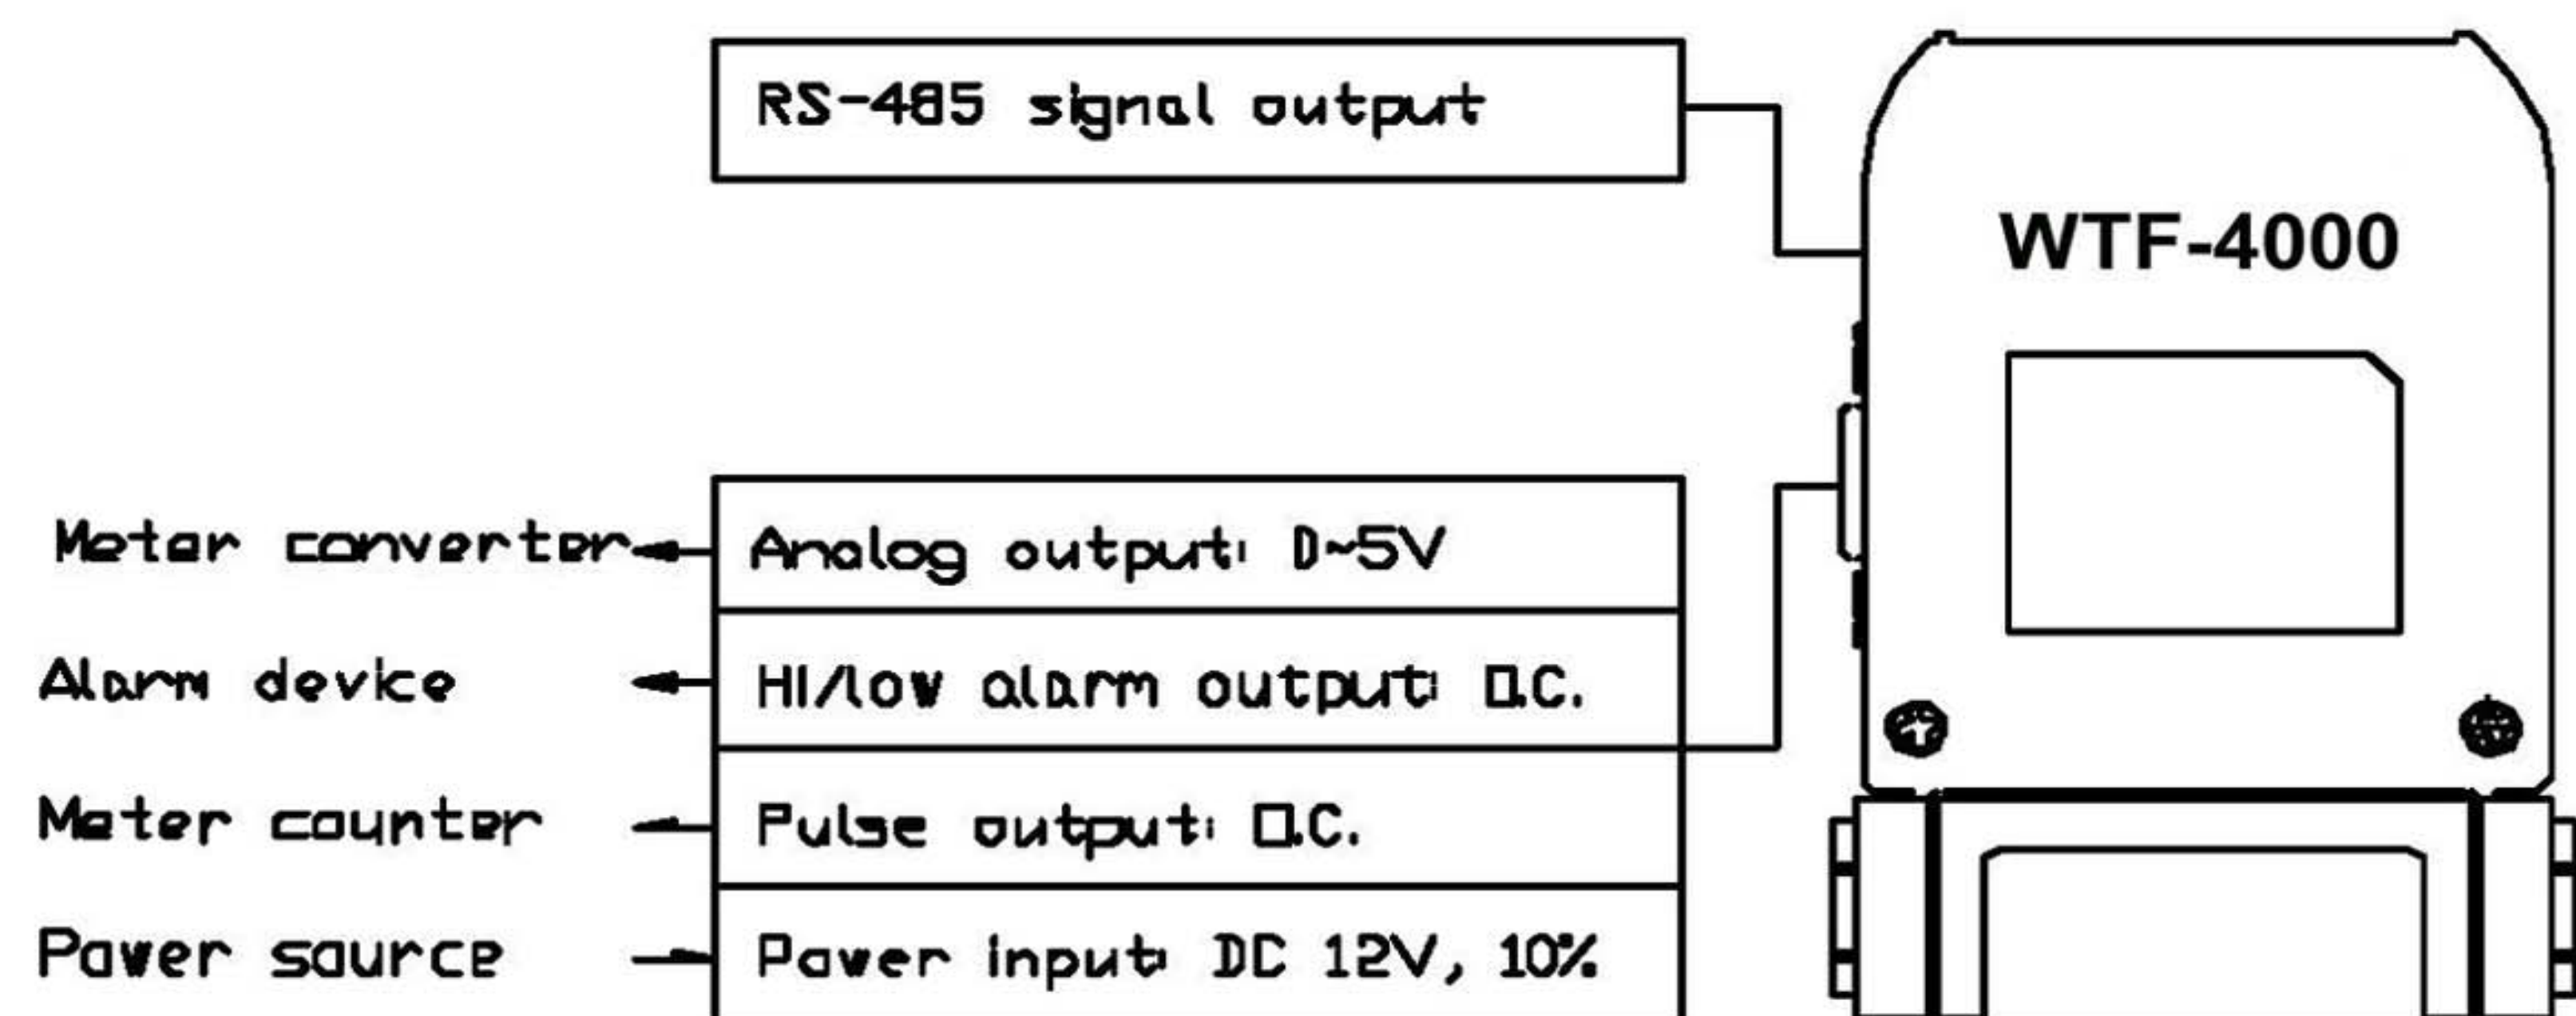 RS-485 signal output
WTF-4000
Meter converter
Analog output: 0~5V
Alarm device
HI/low alarm output: O.C.
Meter counter
Pulse output: O.C.
Power source
Power input: DC 12V, 10%